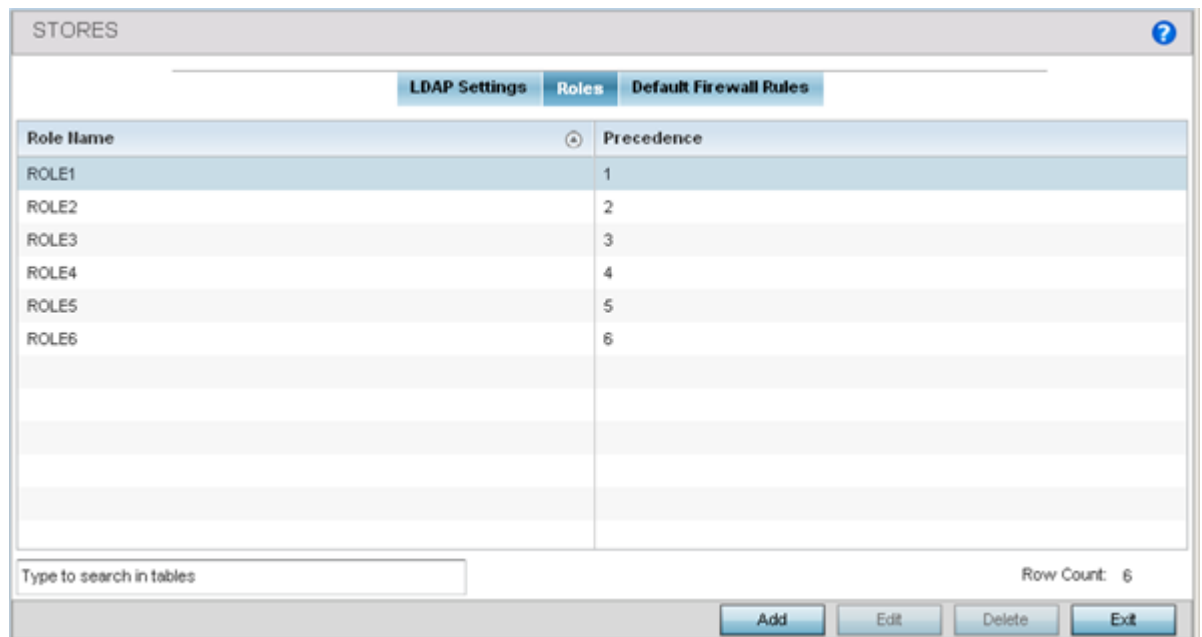 STORES
?
LDAP Settings Roles Default Firewall Rules
Role Name Precedence
ROLE1 1
ROLE2 2
ROLE3 3
ROLE4 4
ROLE5 5
ROLE6 6
Type to search in tables Row Count: 6
Add Edit Delete Exit